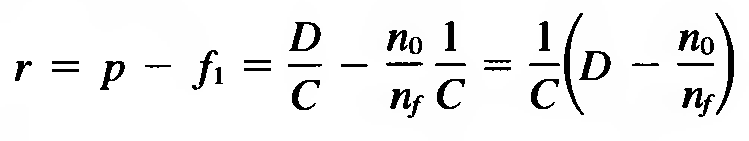 r = p − f₁ = D/C − n₀/n_f 1/C = 1/C (D − n₀/n_f)